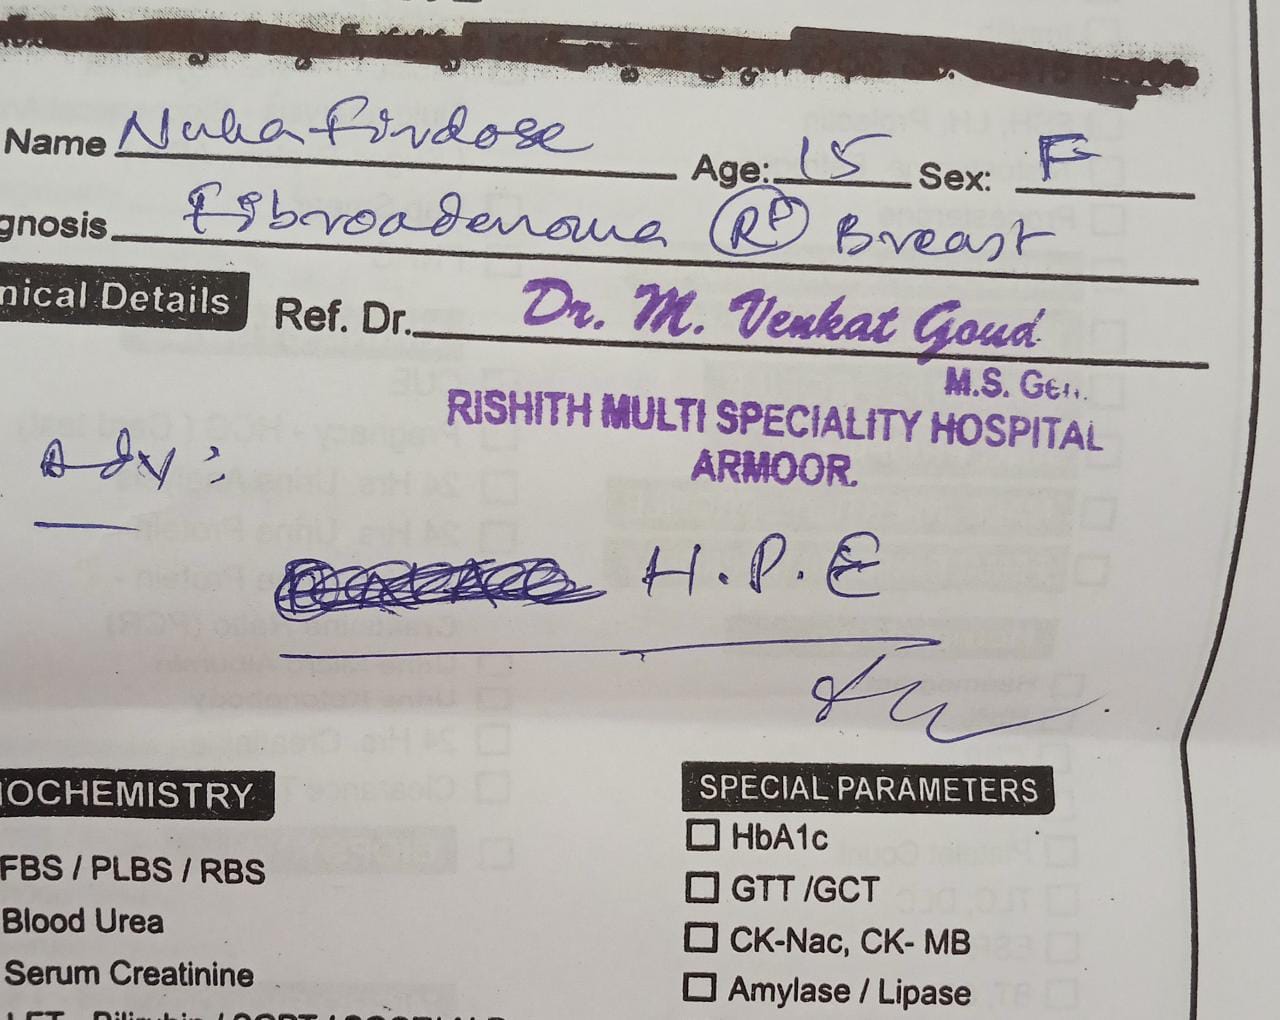 Name Nuha Firdose Age: 15 Sex: F
gnosis Fibroadenoma (Rt) Breast
nical Details Ref. Dr. Dr. M. Venkat Goud
M.S. Gen.
RISHITH MULTI SPECIALITY HOSPITAL
ARMOOR.
Adv :
H.P.E
IOCHEMISTRY
SPECIAL PARAMETERS
FBS / PLBS / RBS
HbA1c
Blood Urea
GTT /GCT
Serum Creatinine
CK-Nac, CK- MB
Amylase / Lipase